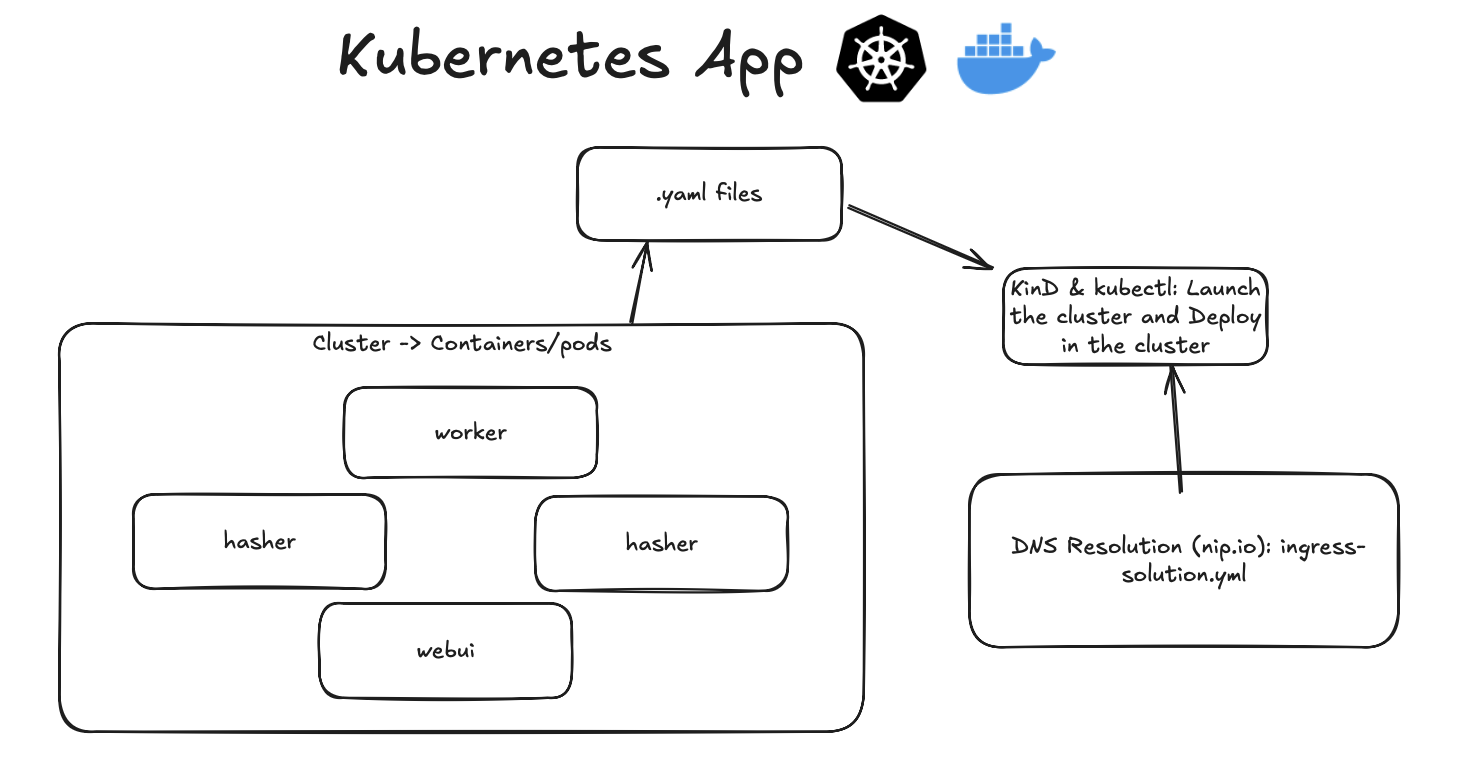 Kubernetes App
.yaml files
KinD & kubectl: Launch
the cluster and Deploy
in the cluster
Cluster -> Containers/pods
worker
hasher
hasher
webui
DNS Resolution (nip.io): ingress-
solution.yml